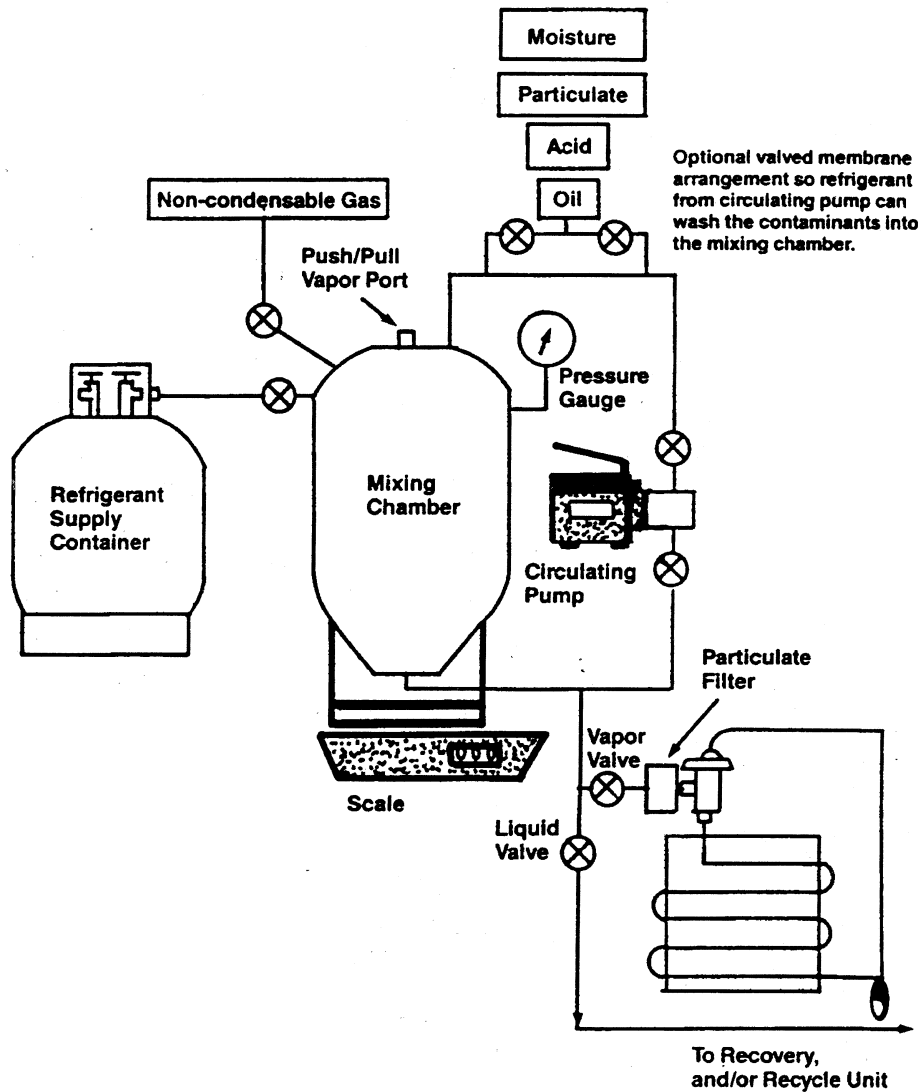 Moisture
Particulate
Acid
Oil
Optional valved membrane
arrangement so refrigerant
from circulating pump can
wash the contaminants into
the mixing chamber.
Non-condensable Gas
Push/Pull
Vapor Port
Pressure
Gauge
Refrigerant
Supply
Container
Mixing
Chamber
Circulating
Pump
Particulate
Filter
Vapor
Valve
Scale
Liquid
Valve
To Recovery,
and/or Recycle Unit